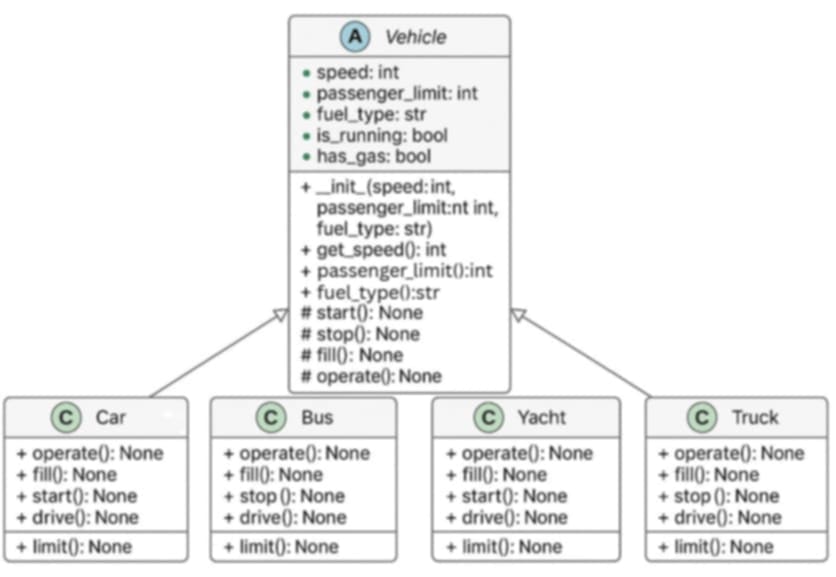 A Vehicle
speed: int
passenger_limit: int
fuel_type: str
is_running: bool
has_gas: bool
+ __init_(speed: int,
passenger_limit:nt int,
fuel_type: str)
+ get_speed(): int
+ passenger_limit():int
+ fuel_type():str
# start(): None
# stop(): None
# fill(): None
# operate(): None
C Car
+ operate(): None
+ fill(): None
+ start(): None
+ drive(): None
+ limit(): None
C Bus
+ operate(): None
+ fill(): None
+ stop (): None
+ drive(): None
+ limit(): None
C Yacht
+ operate(): None
+ fill(): None
+ start(): None
+ drive(): None
+ limit(): None
C Truck
+ operate(): None
+ fill(): None
+ stop (): None
+ drive(): None
+ limit(): None